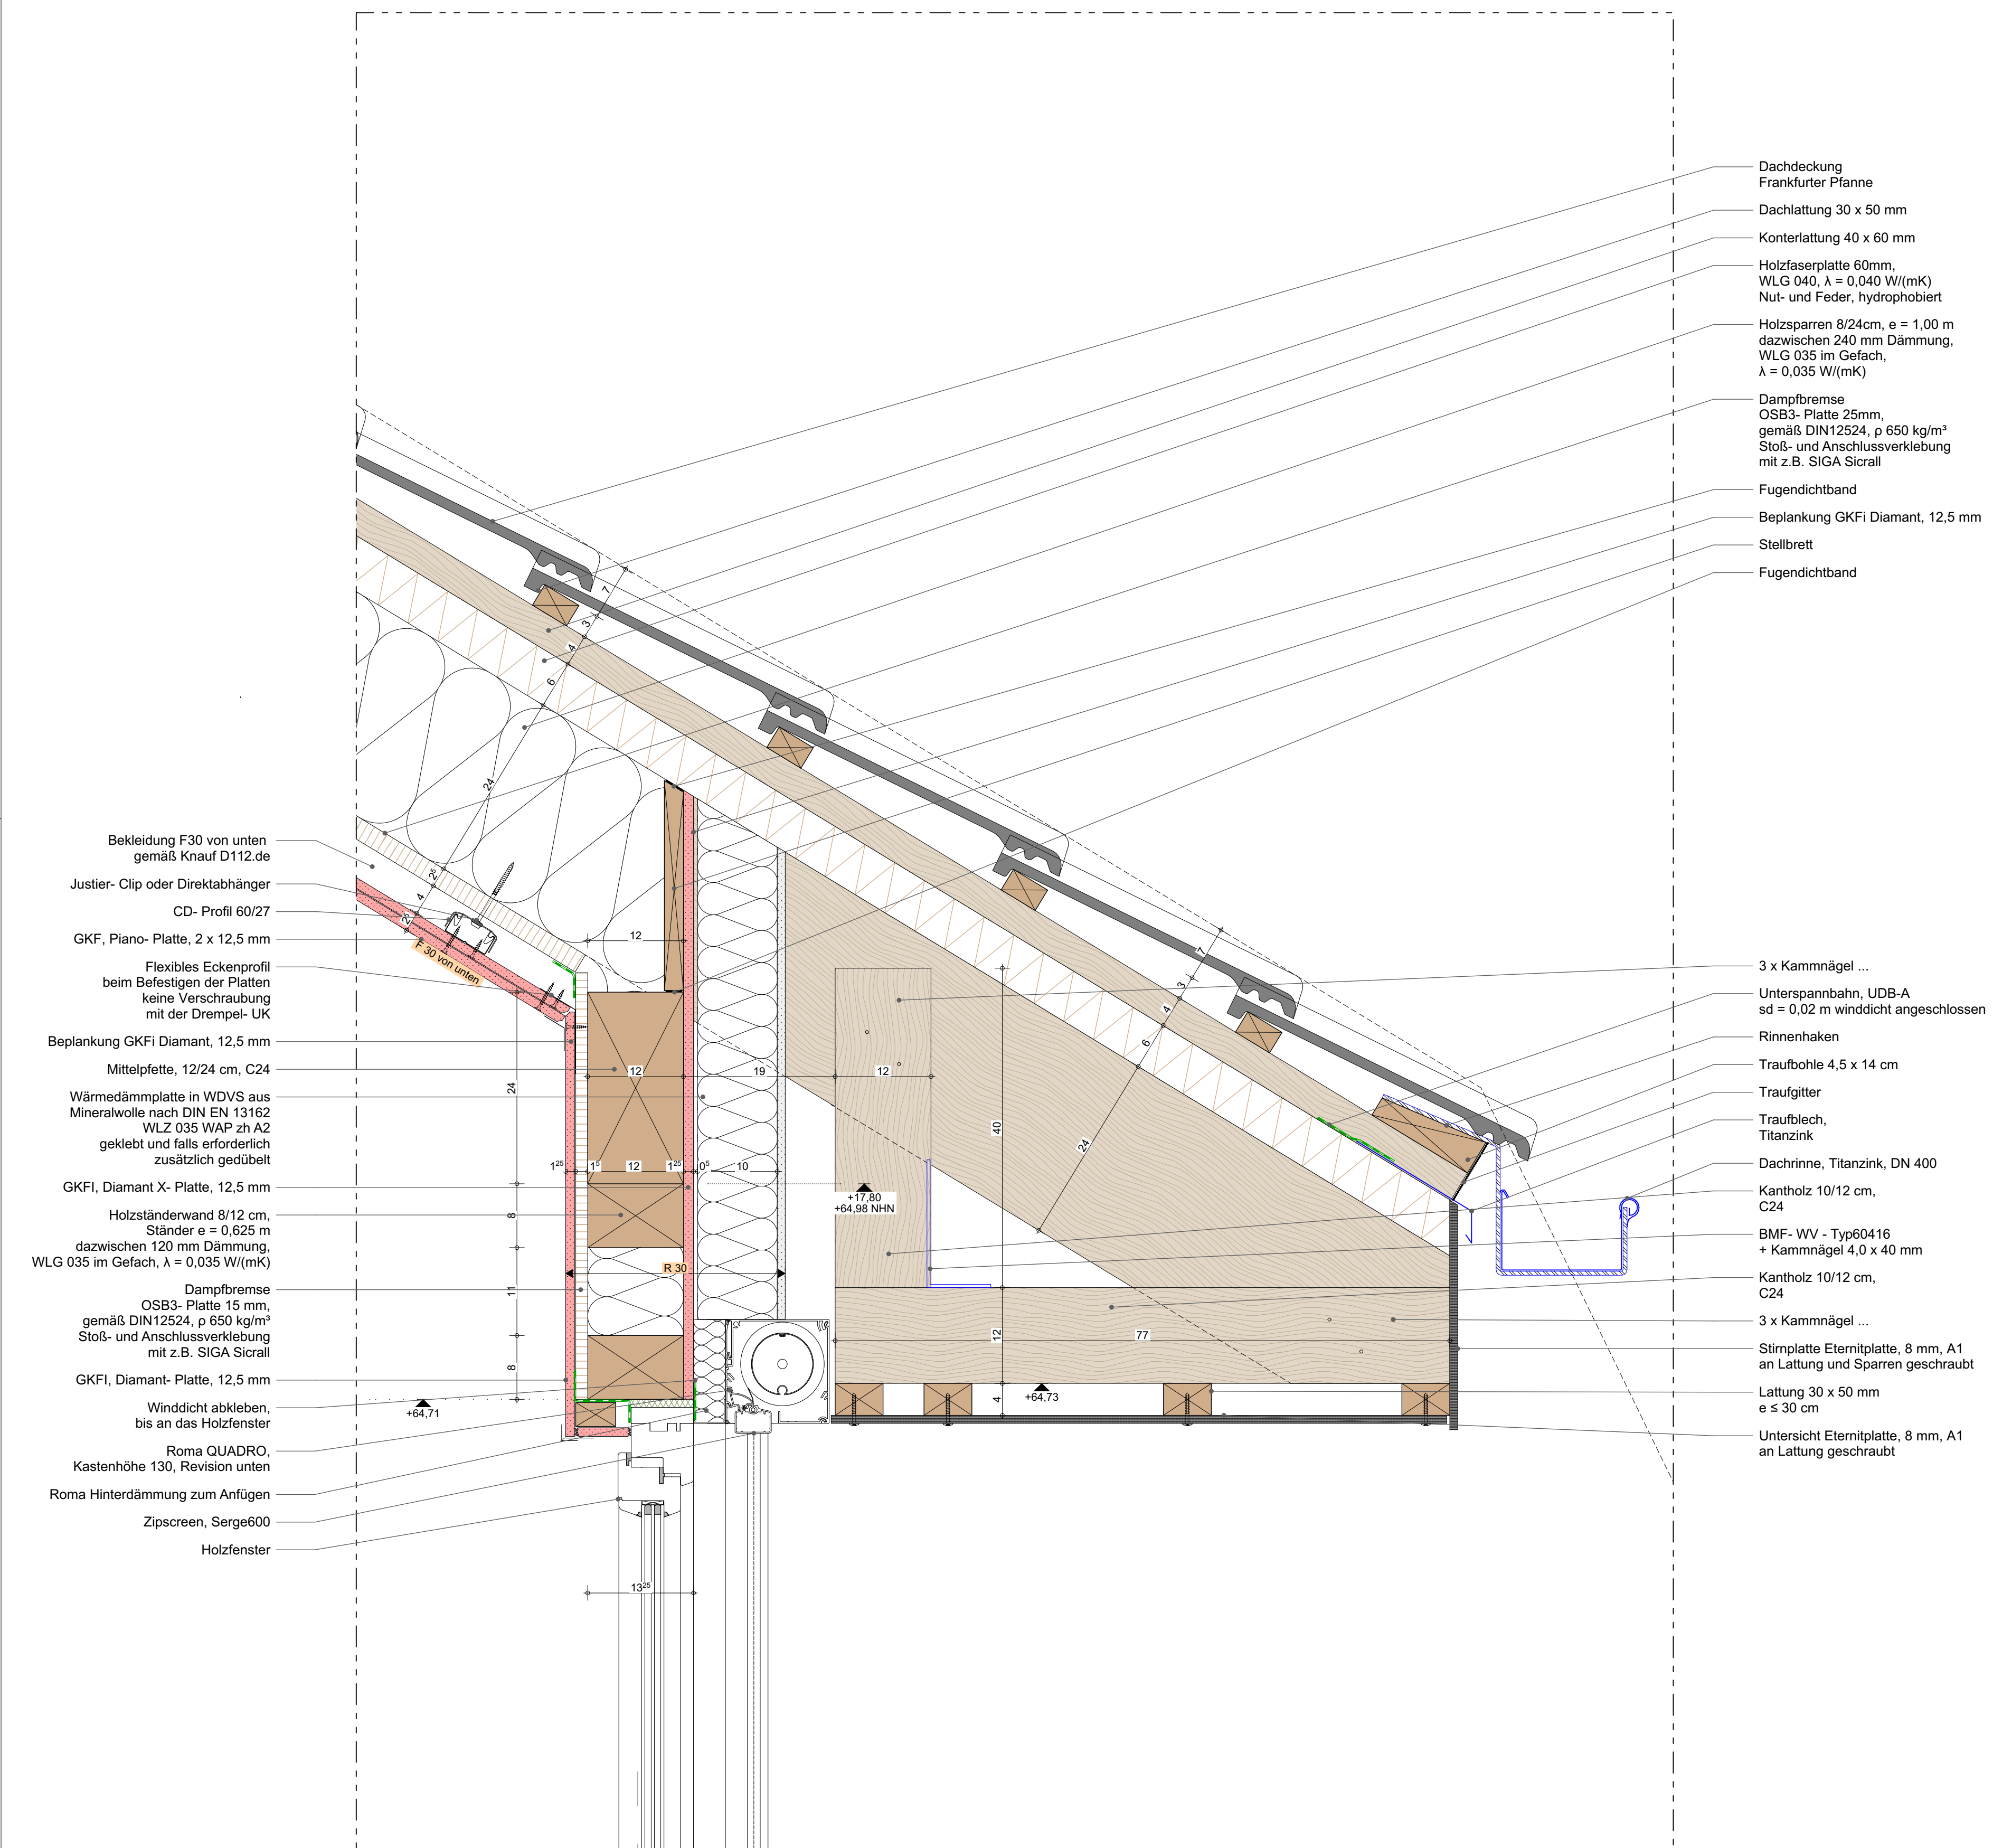 Dachdeckung
Frankfurter Pfanne
Dachlattung 30 x 50 mm
Konterlattung 40 x 60 mm
Holzfaserplatte 60mm,
WLG 040, λ = 0,040 W/(mK)
Nut- und Feder, hydrophobiert
Holzsparren 8/24cm, e = 1,00 m
dazwischen 240 mm Dämmung,
WLG 035 im Gefach,
λ = 0,035 W/(mK)
Dampfbremse
OSB3- Platte 25mm,
gemäß DIN12524, ρ 650 kg/m³
Stoß- und Anschlussverklebung
mit z.B. SIGA Sicrall
Fugendichtband
Beplankung GKFi Diamant, 12,5 mm
Stellbrett
Fugendichtband
Bekleidung F30 von unten
gemäß Knauf D112.de
Justier- Clip oder Direktabhänger
CD- Profil 60/27
GKF, Piano- Platte, 2 x 12,5 mm
Flexibles Eckenprofil
beim Befestigen der Platten
keine Verschraubung
mit der Drempel- UK
Beplankung GKFi Diamant, 12,5 mm
Mittelpfette, 12/24 cm, C24
Wärmedämmplatte in WDVS aus
Mineralwolle nach DIN EN 13162
WLZ 035 WAP zh A2
geklebt und falls erforderlich
zusätzlich gedübelt
GKFI, Diamant X- Platte, 12,5 mm
Holzständerwand 8/12 cm,
Ständer e = 0,625 m
dazwischen 120 mm Dämmung,
WLG 035 im Gefach, λ = 0,035 W/(mK)
Dampfbremse
OSB3- Platte 15 mm,
gemäß DIN12524, ρ 650 kg/m³
Stoß- und Anschlussverklebung
mit z.B. SIGA Sicrall
GKFI, Diamant- Platte, 12,5 mm
Winddicht abkleben,
bis an das Holzfenster
Roma QUADRO,
Kastenhöhe 130, Revision unten
Roma Hinterdämmung zum Anfügen
Zipscreen, Serge600
Holzfenster
7
3
4
6
24
2⁵
4
2⁵
F 30 von unten
12
24
12
19
12
40
7
3
4
6
24
1²⁵
1⁵
12
1²⁵
0⁵
10
+17,80
+64,98 NHN
8
R 30
11
12
77
8
4
+64,73
+64,71
13²⁵
3 x Kammnägel ...
Unterspannbahn, UDB-A
sd = 0,02 m winddicht angeschlossen
Rinnenhaken
Traufbohle 4,5 x 14 cm
Traufgitter
Traufblech,
Titanzink
Dachrinne, Titanzink, DN 400
Kantholz 10/12 cm,
C24
BMF- WV - Typ60416
+ Kammnägel 4,0 x 40 mm
Kantholz 10/12 cm,
C24
3 x Kammnägel ...
Stirnplatte Eternitplatte, 8 mm, A1
an Lattung und Sparren geschraubt
Lattung 30 x 50 mm
e ≤ 30 cm
Untersicht Eternitplatte, 8 mm, A1
an Lattung geschraubt